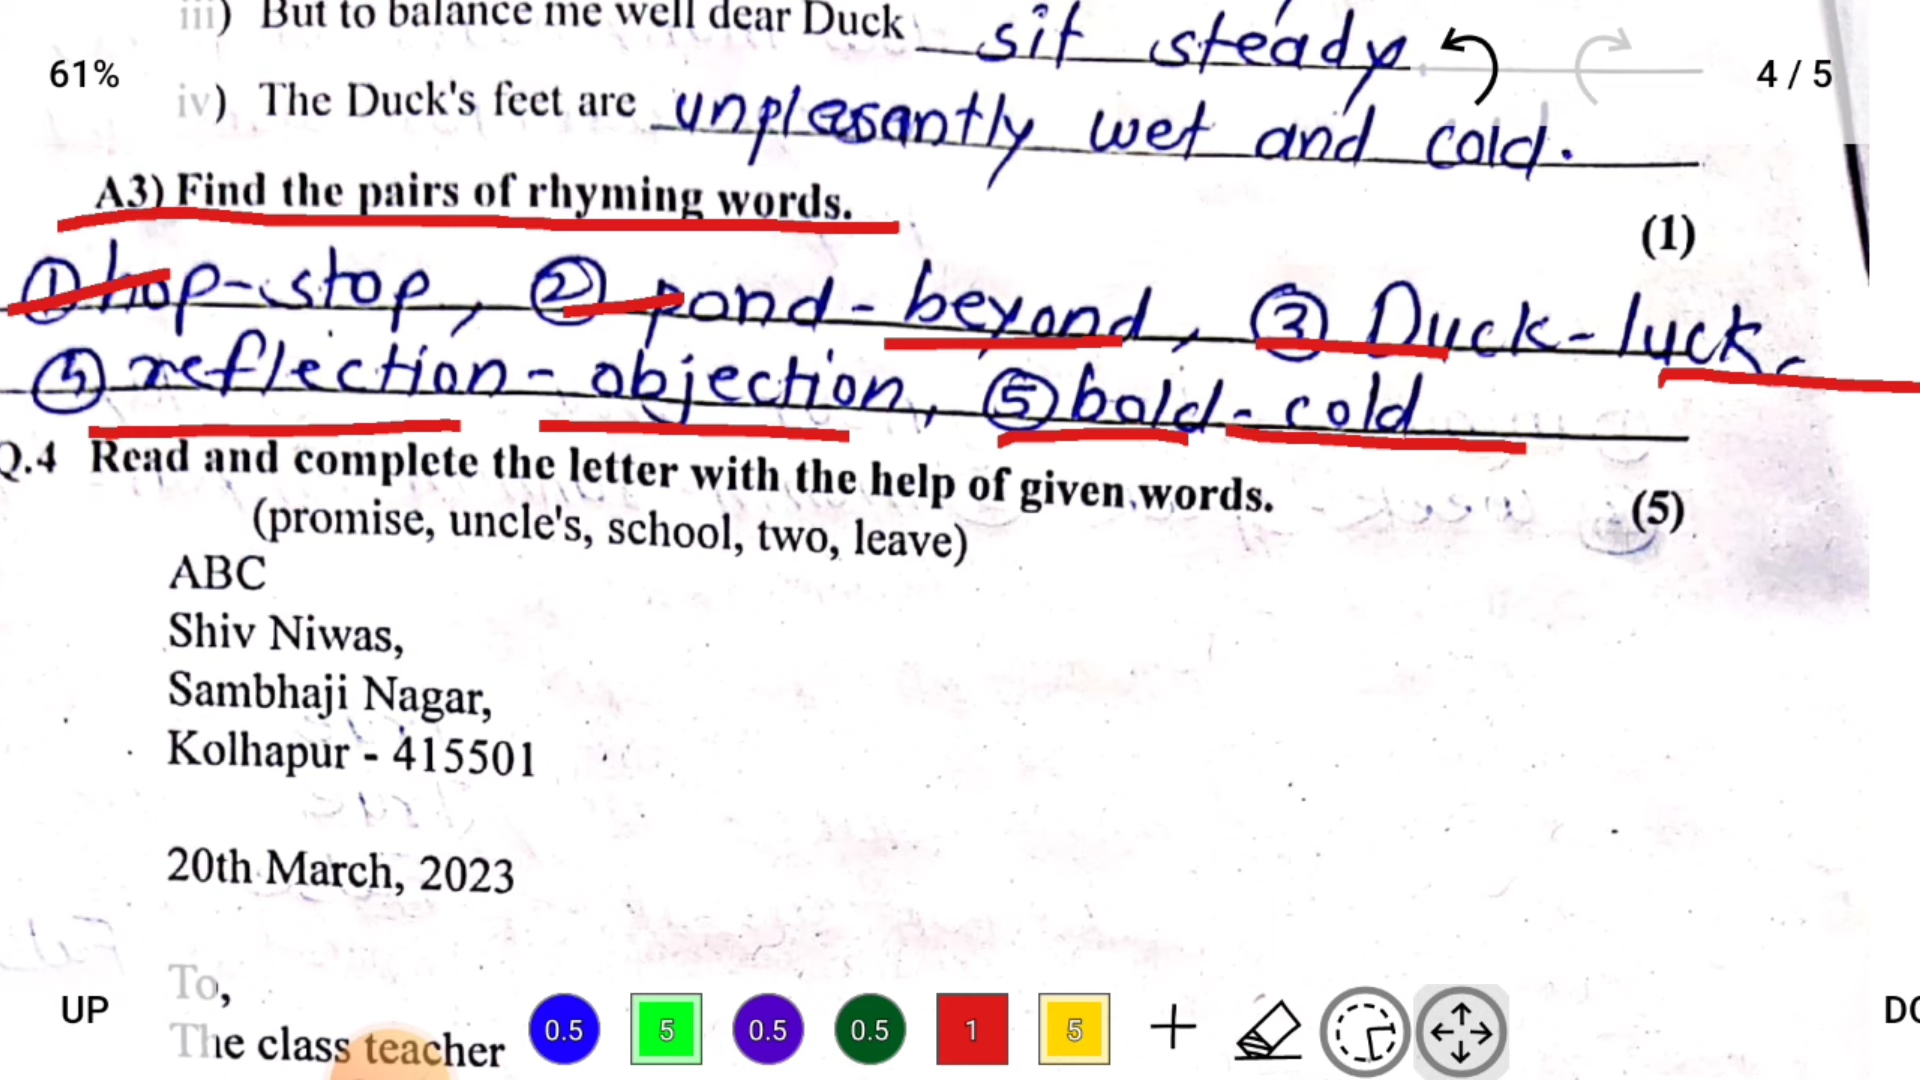 iii) But to balance me well dear Duck sit steady
61% 4 / 5
iv) The Duck's feet are unplesantly wet and cold.
A3) Find the pairs of rhyming words. (1)
① hop-stop, ② pond-beyond, ③ Duck-luck.
④ reflection-objection, ⑤ bold-cold
Q.4 Read and complete the letter with the help of given words. (5)
(promise, uncle's, school, two, leave)
ABC
Shiv Niwas,
Sambhaji Nagar,
Kolhapur - 415501
20th March, 2023
To,
The class teacher
UP 0.5 5 0.5 0.5 1 5